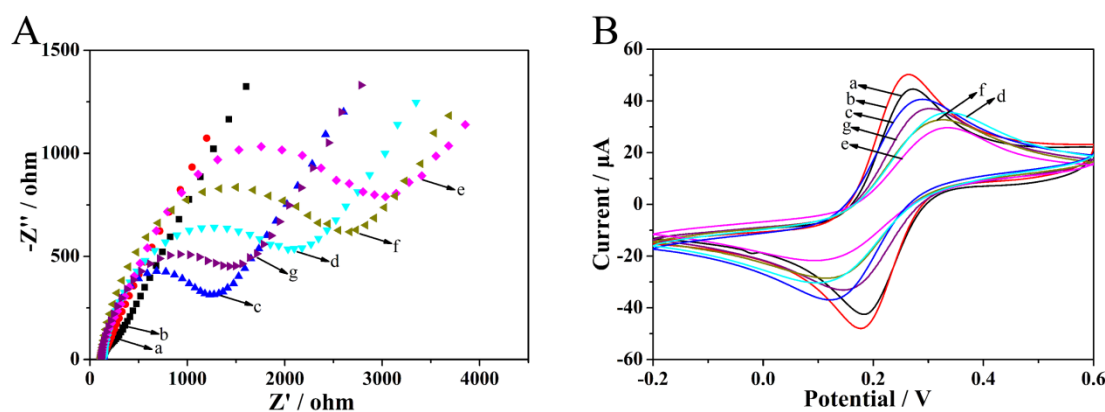 A
1500
1000
500
0
-Z'' / ohm
0 1000 2000 3000 4000
Z' / ohm
e
f
d
g
c
b
a
B
60
40
20
0
-20
-40
-60
Current / μA
-0.2 0.0 0.2 0.4 0.6
Potential / V
a
b
c
g
e
f
d